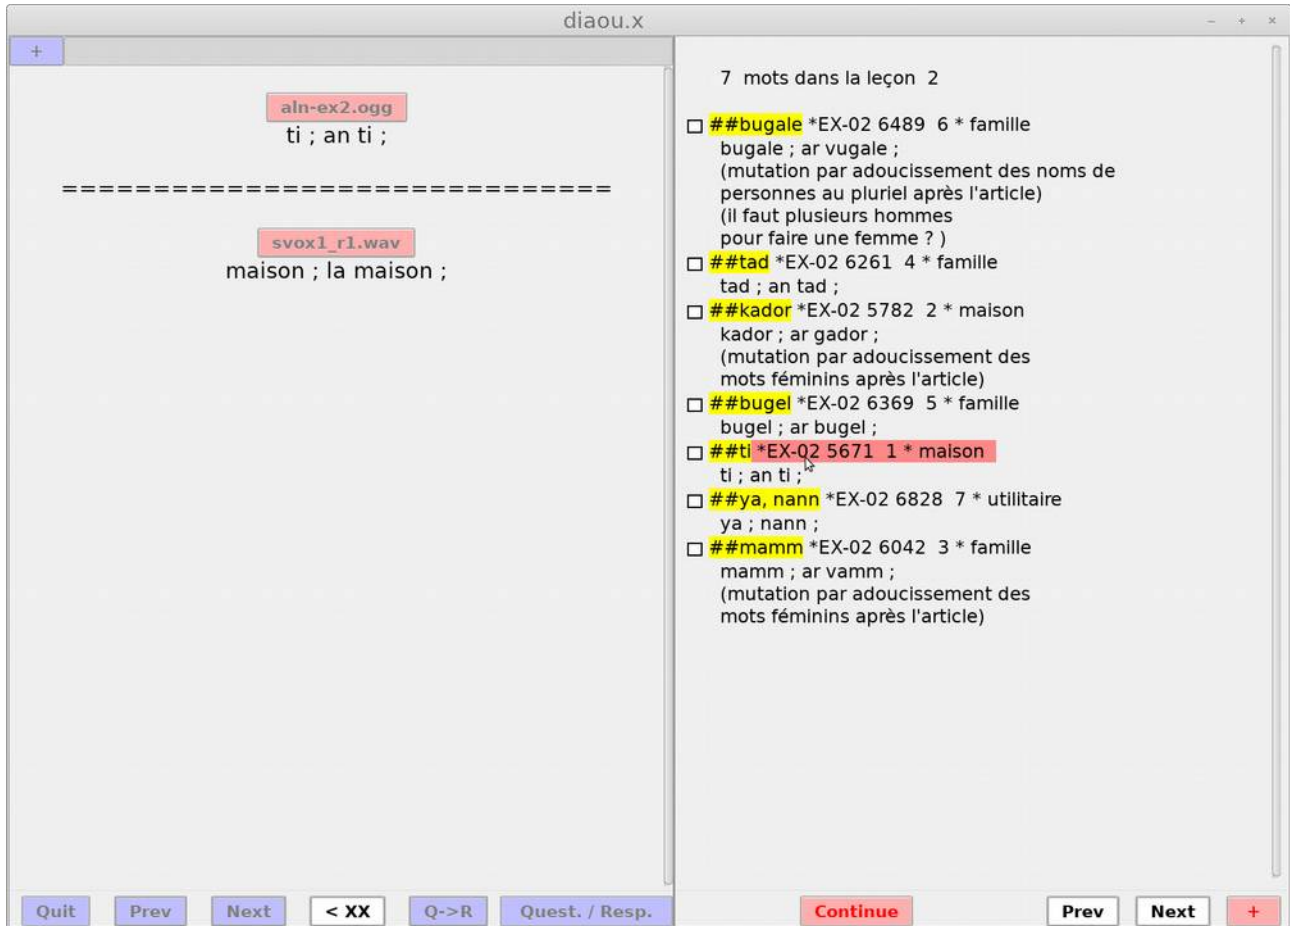 diaou.x
+
aln-ex2.ogg
ti ; an ti ;
==============================
svox1_r1.wav
maison ; la maison ;
Quit Prev Next < XX Q->R Quest. / Resp.
7 mots dans la leçon 2
##bugale *EX-02 6489 6 * famille
bugale ; ar vugale ;
(mutation par adoucissement des noms de
personnes au pluriel après l'article)
(il faut plusieurs hommes
pour faire une femme ? )
##tad *EX-02 6261 4 * famille
tad ; an tad ;
##kador *EX-02 5782 2 * maison
kador ; ar gador ;
(mutation par adoucissement des
mots féminins après l'article)
##bugel *EX-02 6369 5 * famille
bugel ; ar bugel ;
##ti *EX-02 5671 1 * maison
ti ; an ti ;
##ya, nann *EX-02 6828 7 * utilitaire
ya ; nann ;
##mamm *EX-02 6042 3 * famille
mamm ; ar vamm ;
(mutation par adoucissement des
mots féminins après l'article)
Continue Prev Next +